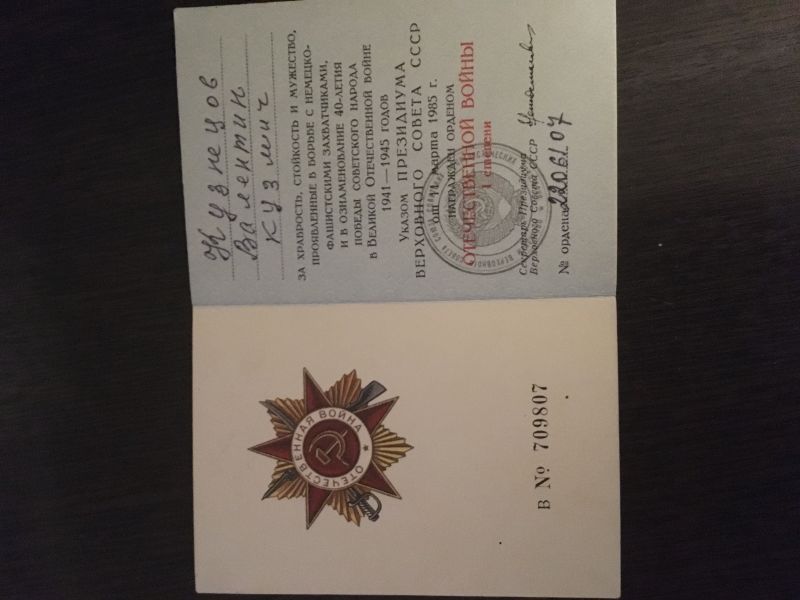 ОТЕЧЕСТВЕННАЯ ВОЙНА
В № 709807
Кузнецов
Валентин
Кузмич
ЗА ХРАБРОСТЬ, СТОЙКОСТЬ И МУЖЕСТВО,
ПРОЯВЛЕННЫЕ В БОРЬБЕ С НЕМЕЦКО-
ФАШИСТСКИМИ ЗАХВАТЧИКАМИ,
И В ОЗНАМЕНОВАНИЕ 40-ЛЕТИЯ
ПОБЕДЫ СОВЕТСКОГО НАРОДА
В ВЕЛИКОЙ ОТЕЧЕСТВЕННОЙ ВОЙНЕ
1941—1945 ГОДОВ
УКАЗОМ ПРЕЗИДИУМА
ВЕРХОВНОГО СОВЕТА СССР
от 11 марта 1985 г.
НАГРАЖДЕН ОРДЕНОМ
ОТЕЧЕСТВЕННОЙ ВОЙНЫ
I степени
Секретарь Президиума
Верховного Совета СССР
№ ордена 2206107